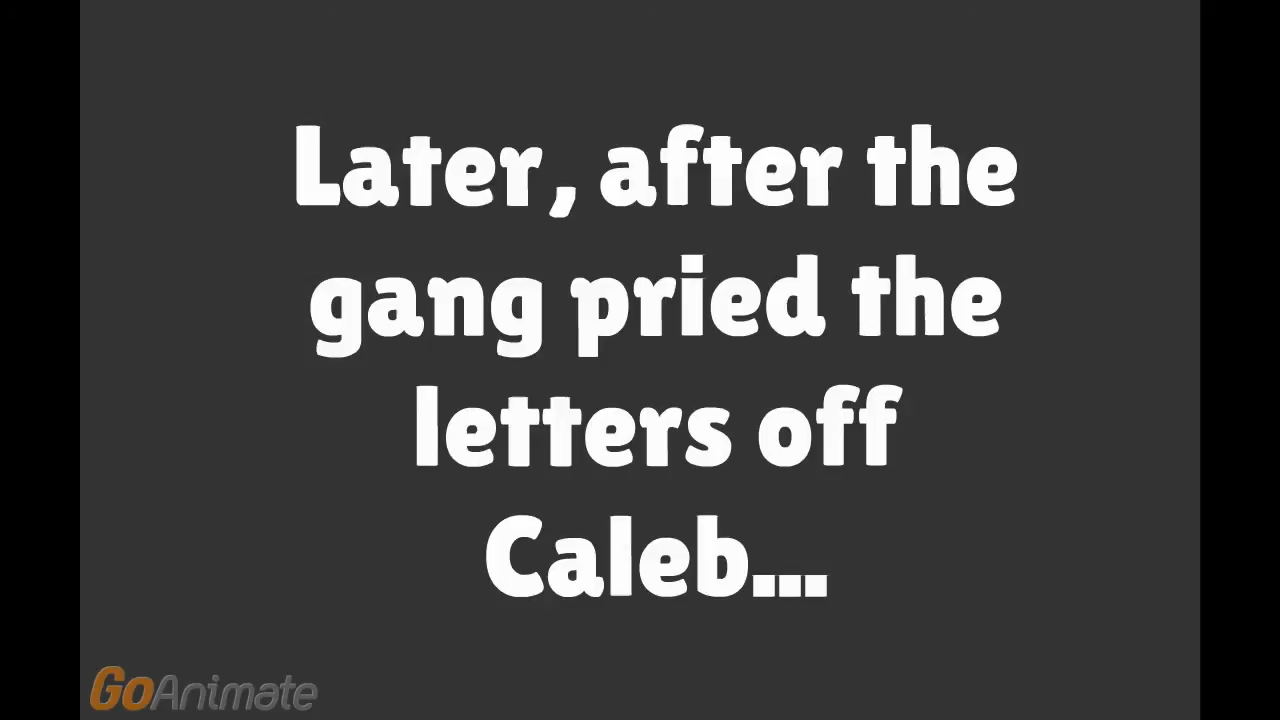 Later, after the
gang pried the
letters off
Caleb...
GoAnimate